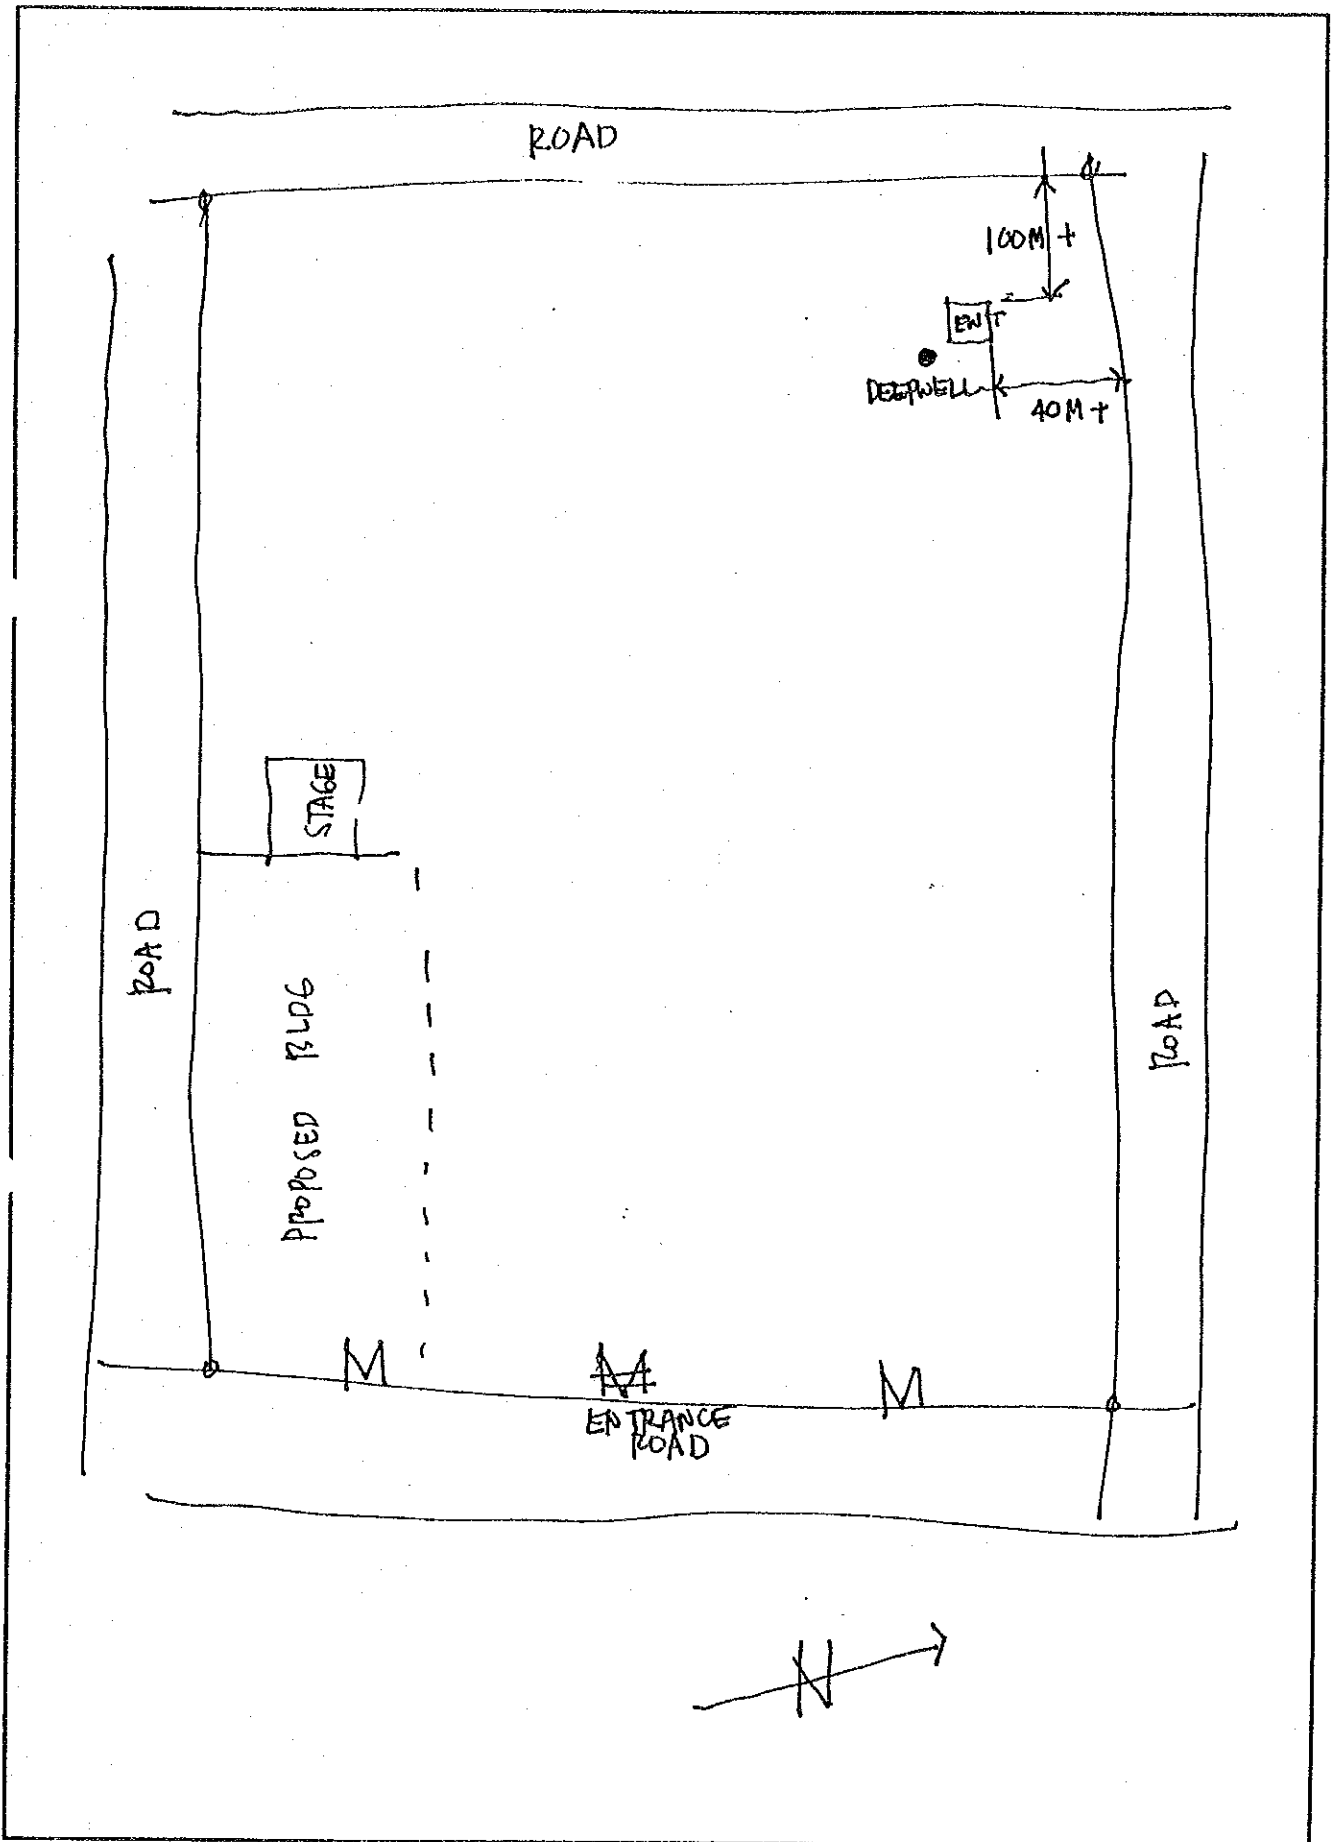 ROAD
100M +
EWT
DEEPWELL
40M +
STAGE
ROAD
PROPOSED BLDG
ROAD
M
M
M
ENTRANCE
ROAD
N